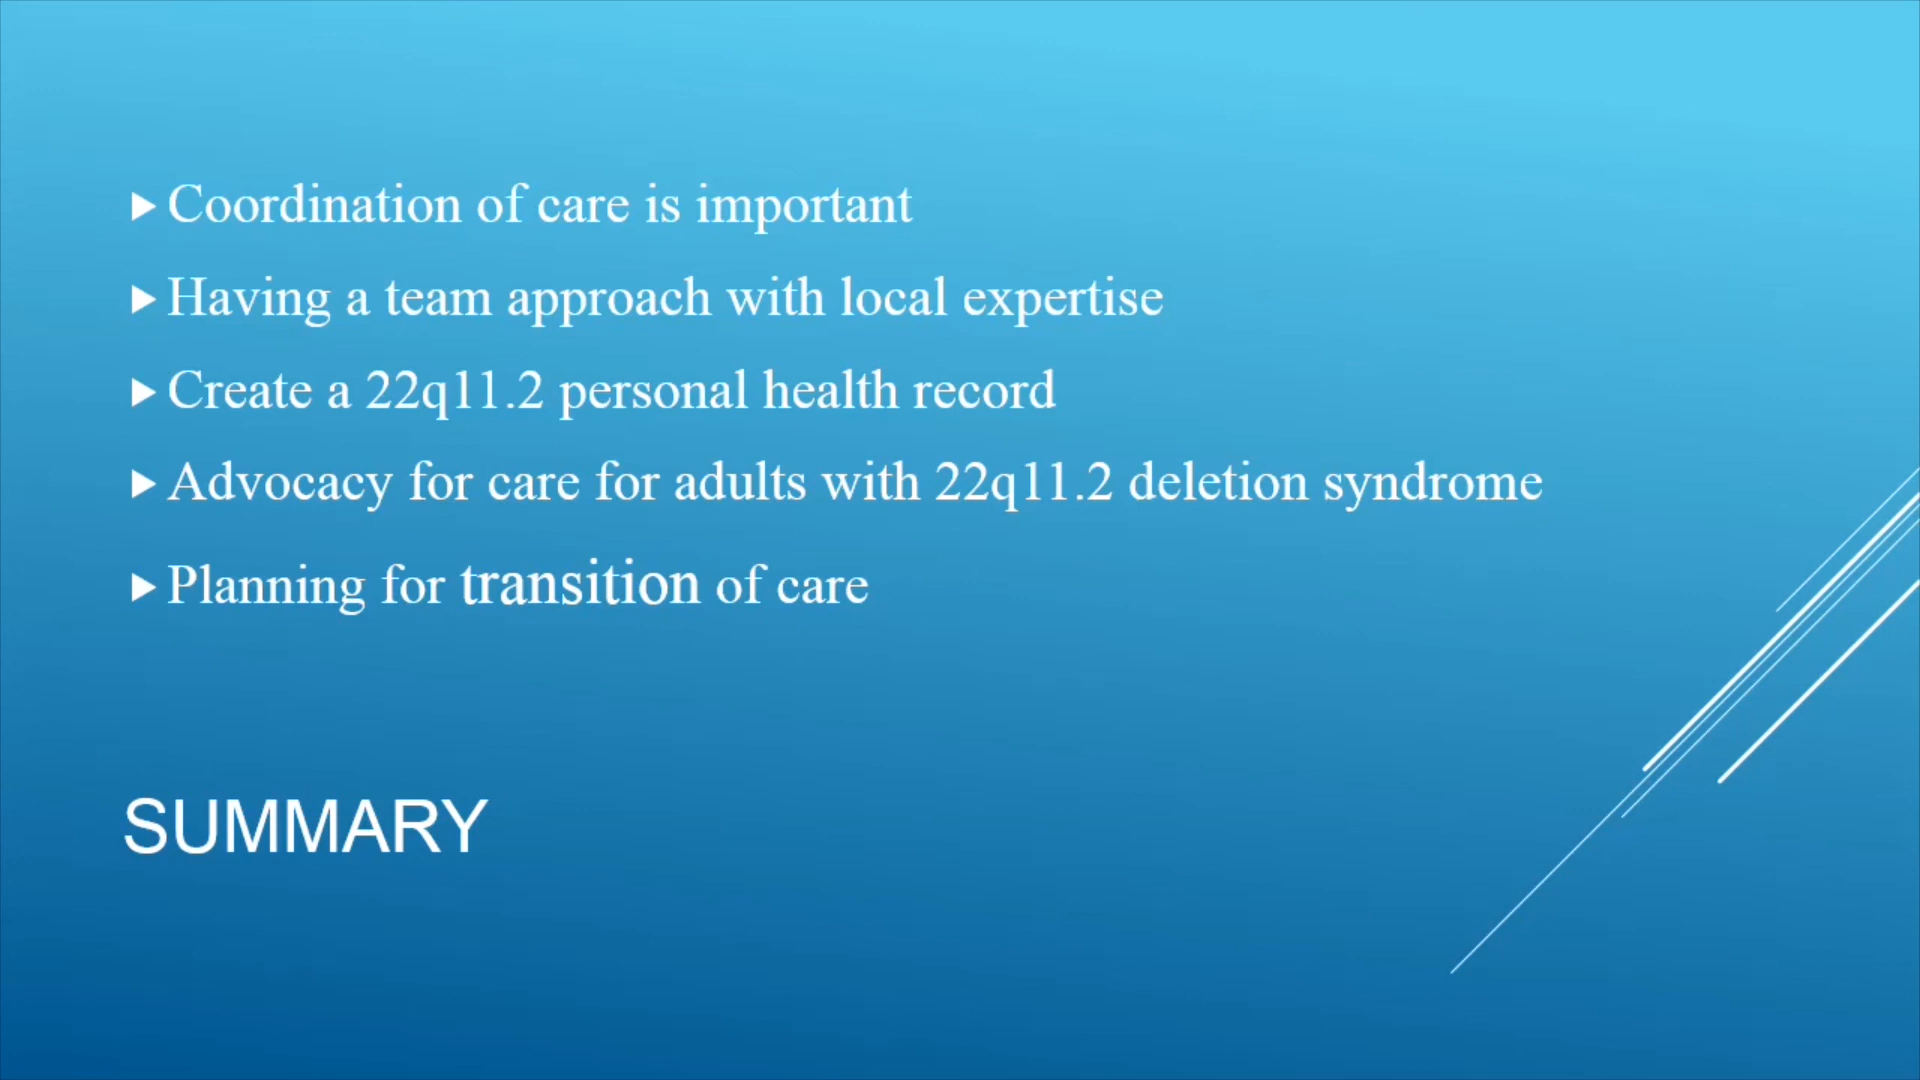 Coordination of care is important
Having a team approach with local expertise
Create a 22q11.2 personal health record
Advocacy for care for adults with 22q11.2 deletion syndrome
Planning for transition of care
SUMMARY